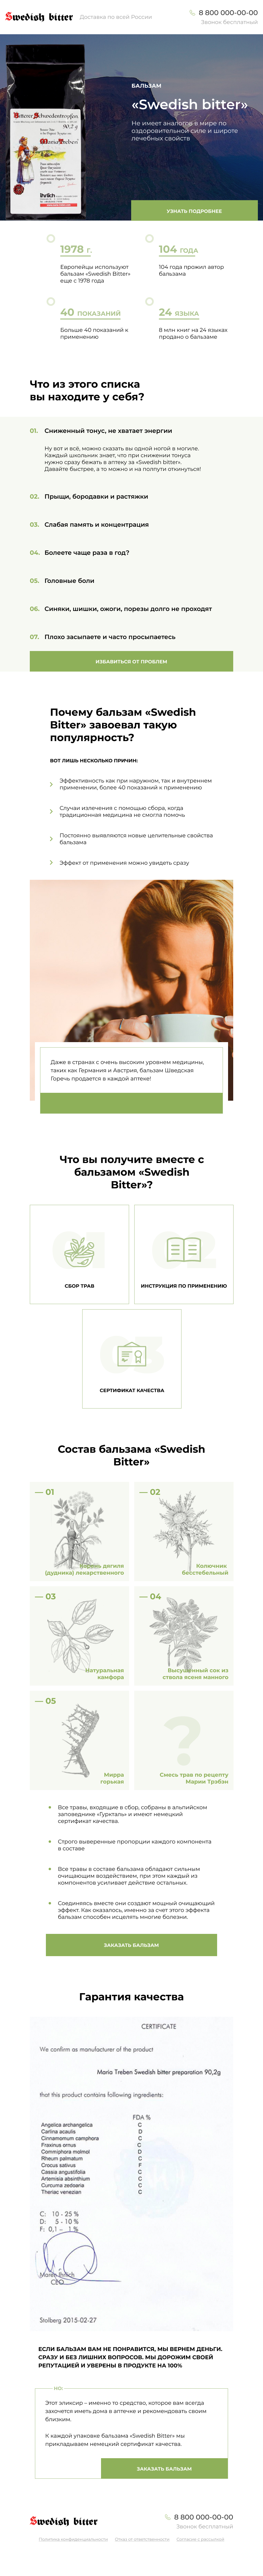 Swedish bitter
Доставка по всей России
8 800 000-00-00
Звонок бесплатный
БАЛЬЗАМ
«Swedish bitter»
Не имеет аналогов в мире по
оздоровительной силе и широте
лечебных свойств
УЗНАТЬ ПОДРОБНЕЕ
BittererSchwedentropfen
90,2 g
Maria Treben
1978 г.
Европейцы используют
бальзам «Swedish Bitter»
еще с 1978 года
104 ГОДА
104 года прожил автор
бальзама
40 ПОКАЗАНИЙ
Больше 40 показаний к
применению
24 ЯЗЫКА
8 млн книг на 24 языках
продано о бальзаме
Что из этого списка
вы находите у себя?
01. Сниженный тонус, не хватает энергии
Ну вот и всё, можно сказать вы одной ногой в могиле.
Каждый школьник знает, что при снижении тонуса
нужно сразу бежать в аптеку за «Swedish bitter».
Давайте быстрее, а то можно и на полпути откинуться!
02. Прыщи, бородавки и растяжки
03. Слабая память и концентрация
04. Болеете чаще раза в год?
05. Головные боли
06. Синяки, шишки, ожоги, порезы долго не проходят
07. Плохо засыпаете и часто просыпаетесь
ИЗБАВИТЬСЯ ОТ ПРОБЛЕМ
Почему бальзам «Swedish
Bitter» завоевал такую
популярность?
ВОТ ЛИШЬ НЕСКОЛЬКО ПРИЧИН:
Эффективность как при наружном, так и внутреннем
применении, более 40 показаний к применению
Случаи излечения с помощью сбора, когда
традиционная медицина не смогла помочь
Постоянно выявляются новые целительные свойства
бальзама
Эффект от применения можно увидеть сразу
Даже в странах с очень высоким уровнем медицины,
таких как Германия и Австрия, бальзам Шведская
Горечь продается в каждой аптеке!
Что вы получите вместе с
бальзамом «Swedish
Bitter»?
СБОР ТРАВ
ИНСТРУКЦИЯ ПО ПРИМЕНЕНИЮ
СЕРТИФИКАТ КАЧЕСТВА
Состав бальзама «Swedish
Bitter»
— 01
Корень дягиля
(дудника) лекарственного
— 02
Колючник
бесстебельный
— 03
Натуральная
камфора
— 04
Высушенный сок из
ствола ясеня манного
— 05
Мирра
горькая
?
Смесь трав по рецепту
Марии Трэбэн
Все травы, входящие в сбор, собраны в альпийском
заповеднике «Гуркталь» и имеют немецкий
сертификат качества.
Строго выверенные пропорции каждого компонента
в составе
Все травы в составе бальзама обладают сильным
очищающим воздействием, при этом каждый из
компонентов усиливает действие остальных.
Соединяясь вместе они создают мощный очищающий
эффект. Как оказалось, именно за счет этого эффекта
бальзам способен исцелять многие болезни.
ЗАКАЗАТЬ БАЛЬЗАМ
Гарантия качества
CERTIFICATE
We confirm as manufacturer of the product
Maria Treben Swedish bitter preparation 90,2g
that this product contains following ingredients:
FDA %
Angelica archangelica C
Carlina acaulis D
Cinnamomum camphora C
Fraxinus ornus C
Commiphora molmol D
Rheum palmatum C
Crocus sativus F
Cassia angustifolia C
Artemisia absinthium C
Curcuma zedoaria C
Theriac venezian C
C: 10 - 25 %
D: 5 - 10 %
F: 0,1 - 1 %
Maren Ihrlich
CEO
Stolberg 2015-02-27
ЕСЛИ БАЛЬЗАМ ВАМ НЕ ПОНРАВИТСЯ, МЫ ВЕРНЕМ ДЕНЬГИ.
СРАЗУ И БЕЗ ЛИШНИХ ВОПРОСОВ. МЫ ДОРОЖИМ СВОЕЙ
РЕПУТАЦИЕЙ И УВЕРЕНЫ В ПРОДУКТЕ НА 100%
НО:
Этот эликсир – именно то средство, которое вам всегда
захочется иметь дома в аптечке и рекомендовать своим
близким.
К каждой упаковке бальзама «Swedish Bitter» мы
прикладываем немецкий сертификат качества.
ЗАКАЗАТЬ БАЛЬЗАМ
Swedish bitter
8 800 000-00-00
Звонок бесплатный
Политика конфиденциальности
Отказ от ответственности
Согласие с рассылкой